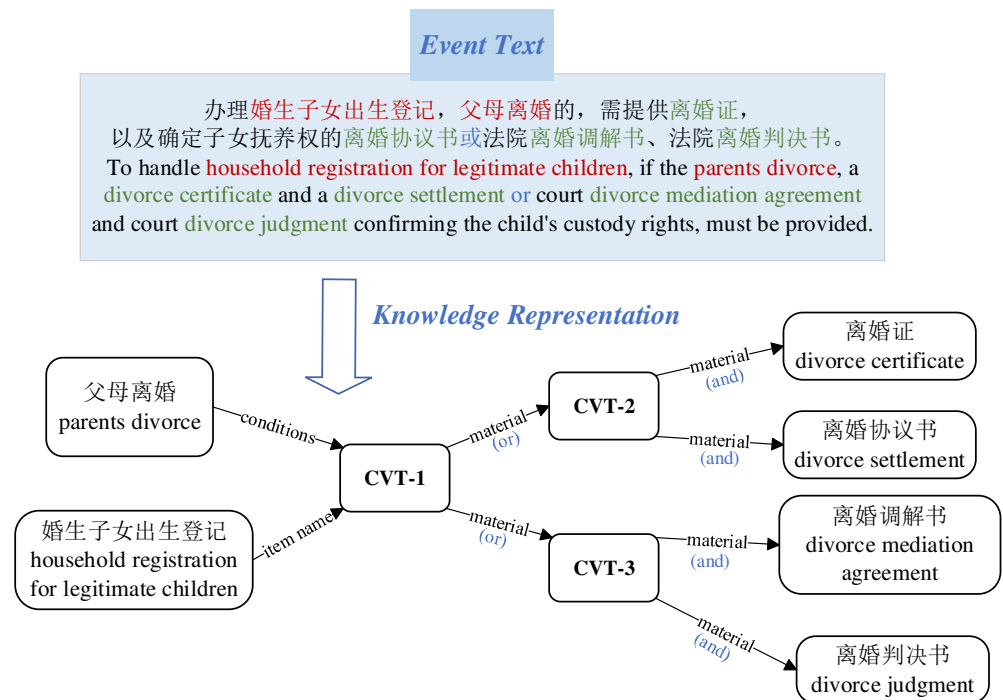 Event Text
办理婚生子女出生登记，父母离婚的，需提供离婚证，
以及确定子女抚养权的离婚协议书或法院离婚调解书、法院离婚判决书。
To handle household registration for legitimate children, if the parents divorce, a
divorce certificate and a divorce settlement or court divorce mediation agreement
and court divorce judgment confirming the child's custody rights, must be provided.
Knowledge Representation
父母离婚
parents divorce
conditions
婚生子女出生登记
household registration
for legitimate children
item name
CVT-1
material
(or)
material
(or)
CVT-2
material
(and)
material
(and)
离婚证
divorce certificate
离婚协议书
divorce settlement
CVT-3
material
(and)
material
(and)
离婚调解书
divorce mediation
agreement
离婚判决书
divorce judgment